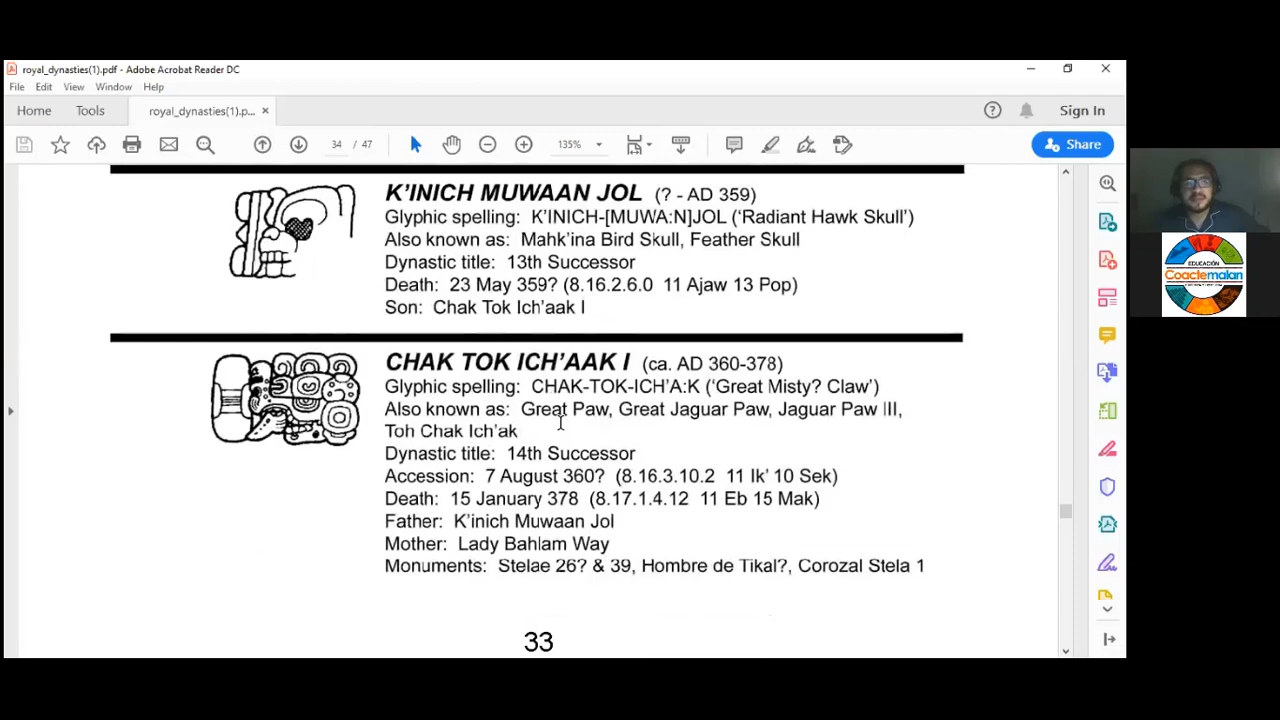 royal_dynasties(1).pdf - Adobe Acrobat Reader DC
File Edit View Window Help
Home Tools royal_dynasties(1).p... × Sign In
34 / 47 135% Share
K'INICH MUWAAN JOL (? - AD 359)
Glyphic spelling: K'INICH-[MUWA:N]JOL ('Radiant Hawk Skull')
Also known as: Mahk'ina Bird Skull, Feather Skull
Dynastic title: 13th Successor
Death: 23 May 359? (8.16.2.6.0 11 Ajaw 13 Pop)
Son: Chak Tok Ich'aak I
CHAK TOK ICH'AAK I (ca. AD 360-378)
Glyphic spelling: CHAK-TOK-ICH'A:K ('Great Misty? Claw')
Also known as: Great Paw, Great Jaguar Paw, Jaguar Paw III,
Toh Chak Ich'ak
Dynastic title: 14th Successor
Accession: 7 August 360? (8.16.3.10.2 11 Ik' 10 Sek)
Death: 15 January 378 (8.17.1.4.12 11 Eb 15 Mak)
Father: K'inich Muwaan Jol
Mother: Lady Bahlam Way
Monuments: Stelae 26? & 39, Hombre de Tikal?, Corozal Stela 1
33
EDUCACIÓN
Coactemalan